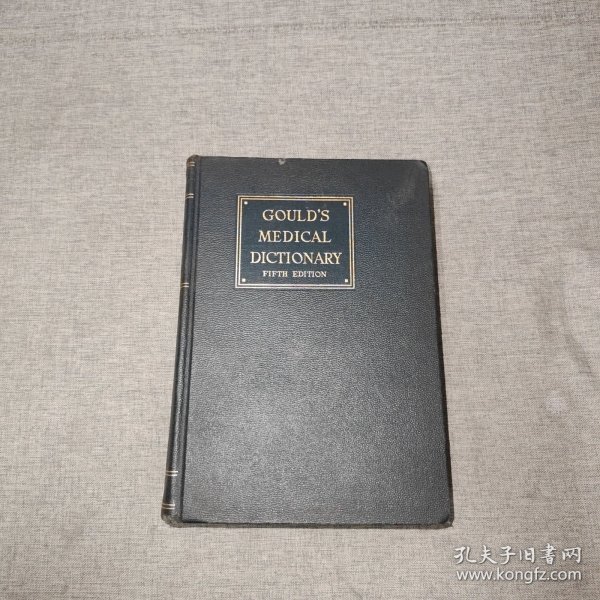 GOULD'S
MEDICAL
DICTIONARY
FIFTH EDITION
孔夫子旧书网
www.kongfz.com